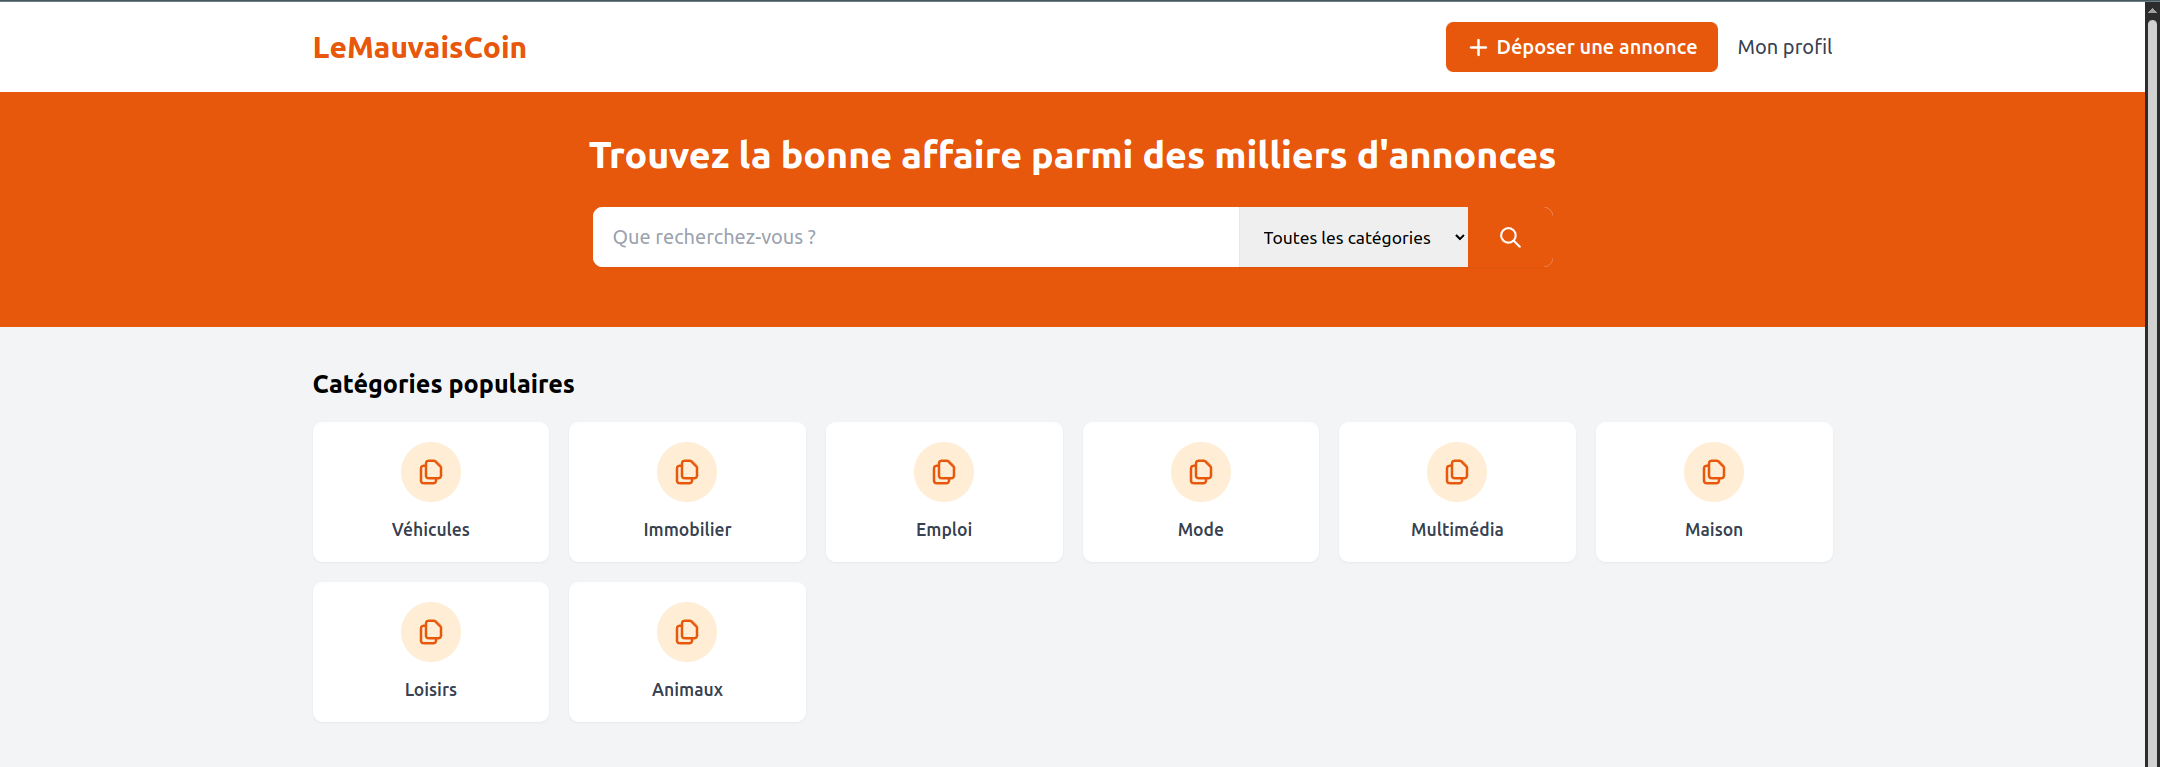 LeMauvaisCoin
Déposer une annonce
Mon profil
Trouvez la bonne affaire parmi des milliers d'annonces
Que recherchez-vous ?
Toutes les catégories
Catégories populaires
Véhicules
Immobilier
Emploi
Mode
Multimédia
Maison
Loisirs
Animaux